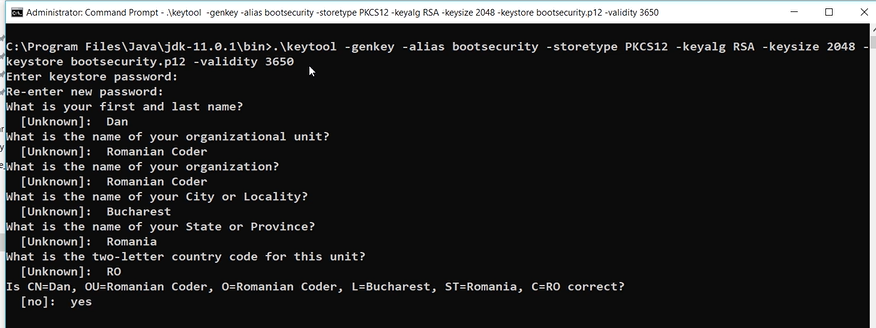 Administrator: Command Prompt - .\keytool -genkey -alias bootsecurity -storetype PKCS12 -keyalg RSA -keysize 2048 -keystore bootsecurity.p12 -validity 3650
C:\Program Files\Java\jdk-11.0.1\bin>.\keytool -genkey -alias bootsecurity -storetype PKCS12 -keyalg RSA -keysize 2048 -
keystore bootsecurity.p12 -validity 3650
Enter keystore password:
Re-enter new password:
What is your first and last name?
[Unknown]: Dan
What is the name of your organizational unit?
[Unknown]: Romanian Coder
What is the name of your organization?
[Unknown]: Romanian Coder
What is the name of your City or Locality?
[Unknown]: Bucharest
What is the name of your State or Province?
[Unknown]: Romania
What is the two-letter country code for this unit?
[Unknown]: RO
Is CN=Dan, OU=Romanian Coder, O=Romanian Coder, L=Bucharest, ST=Romania, C=RO correct?
[no]: yes